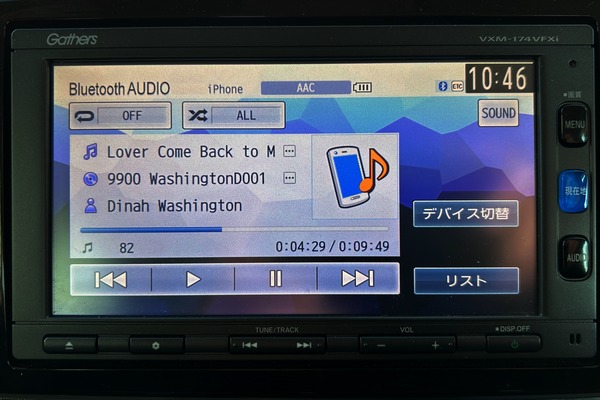 Gathers VXM-174VFXi
Bluetooth AUDIO iPhone AAC ETC 10:46
OFF ALL SOUND
Lover Come Back to M
9900 WashingtonD001
Dinah Washington
82 0:04:29 / 0:09:49
デバイス切替
リスト
画質
MENU
現在地
AUDIO
TUNE/TRACK VOL DISP.OFF